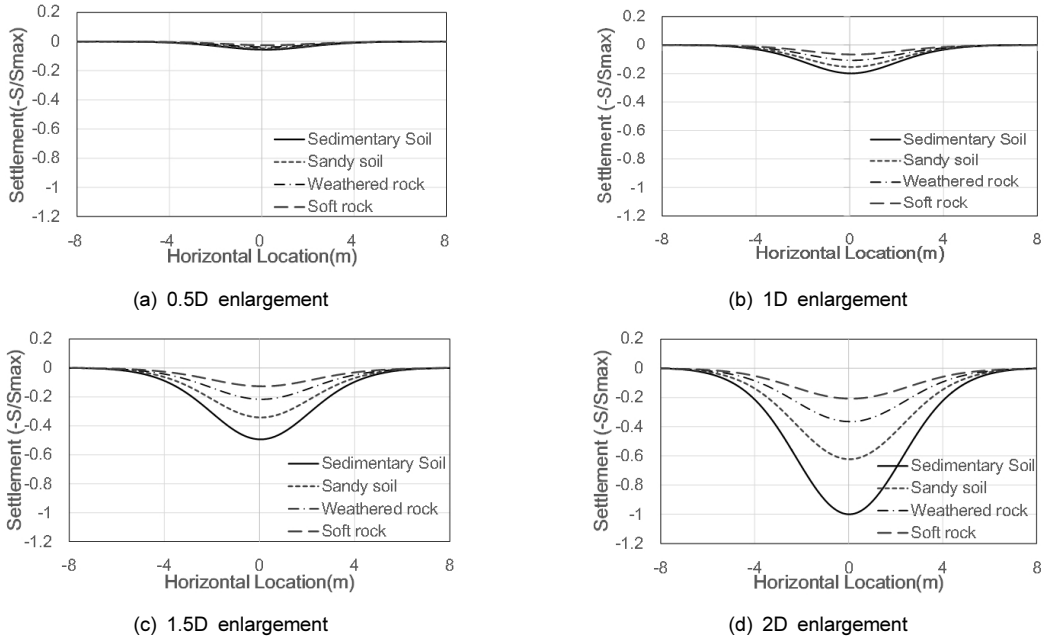 0.2
0
-0.2
-0.4
-0.6
-0.8
-1
-1.2
Settlement(-S/Smax)
Sedimentary Soil
Sandy soil
Weathered rock
Soft rock
-8 -4 0 4 8
Horizontal Location(m)
(a) 0.5D enlargement
0.2
0
-0.2
-0.4
-0.6
-0.8
-1
-1.2
Settlement (-S/Smax)
Sedimentary Soil
Sandy soil
Weathered rock
Soft rock
-8 -4 0 4 8
Horizontal Location(m)
(b) 1D enlargement
0.2
0
-0.2
-0.4
-0.6
-0.8
-1
-1.2
Settlement (-S/Smax)
Sedimentary Soil
Sandy soil
Weathered rock
Soft rock
-8 -4 0 4 8
Horizontal Location(m)
(c) 1.5D enlargement
0.2
0
-0.2
-0.4
-0.6
-0.8
-1
-1.2
Settlement (-S/Smax)
Sedimentary Soil
Sandy soil
Weathered rock
Soft rock
-8 -4 0 4 8
Horizontal Location(m)
(d) 2D enlargement